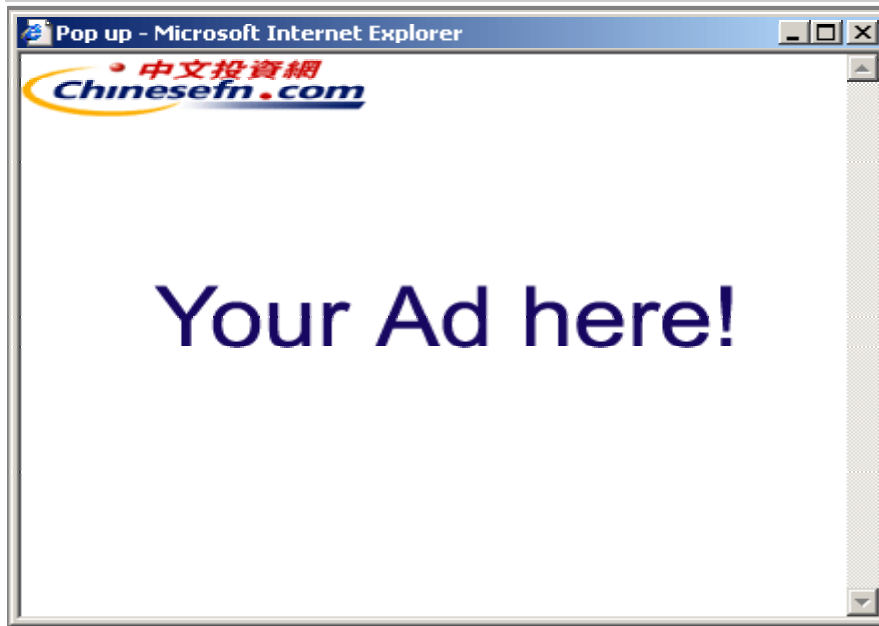 Pop up - Microsoft Internet Explorer
中文投資網
Chinesefn.com
Your Ad here!